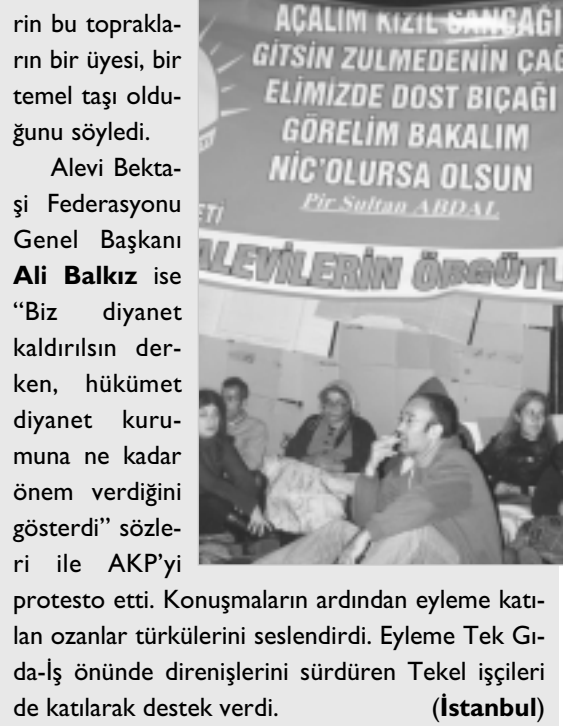 rin bu toprakla-
rın bir üyesi, bir
temel taşı oldu-
ğunu söyledi.
Alevi Bekta-
şi Federasyonu
Genel Başkanı
Ali Balkız ise
“Biz diyanet
kaldırılsın der-
ken, hükümet
diyanet kuru-
muna ne kadar
önem verdiğini
gösterdi” sözle-
ri ile AKP’yi
protesto etti. Konuşmaların ardından eyleme katı-
lan ozanlar türkülerini seslendirdi. Eyleme Tek Gı-
da-İş önünde direnişlerini sürdüren Tekel işçileri
de katılarak destek verdi. (İstanbul)
AÇALIM KIZIL SANCAĞI
GİTSİN ZULMEDENİN ÇAĞ
ELİMİZDE DOST BIÇAĞI
GÖRELİM BAKALIM
NİC’OLURSA OLSUN
Pir Sultan ABDAL
ETİ
ALEVİLERİN ÖRGÜTL